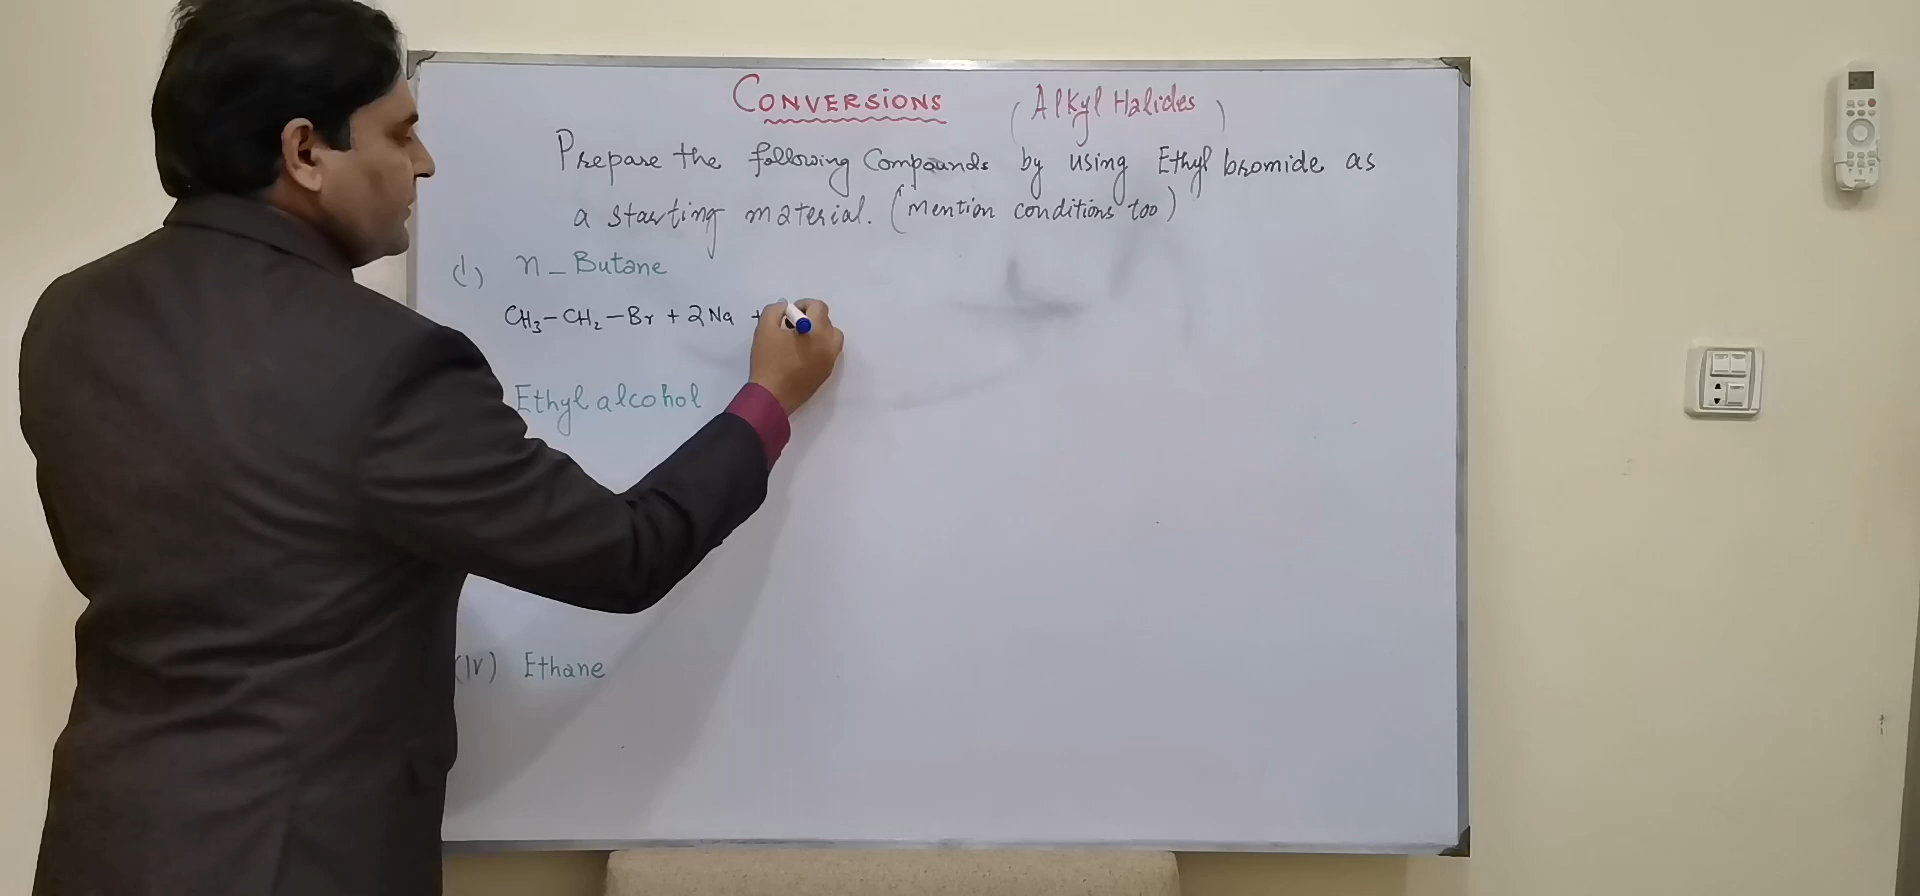 CONVERSIONS (Alkyl Halides)
Prepare the following Compounds by using Ethyl bromide as
a starting material. (Mention conditions too)
(I) n-Butane
CH₃-CH₂-Br + 2Na +
Ethyl alcohol
(IV) Ethane